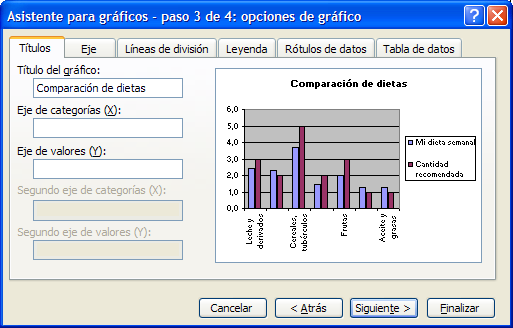 Asistente para gráficos - paso 3 de 4: opciones de gráfico
Títulos
Eje
Líneas de división
Leyenda
Rótulos de datos
Tabla de datos
Título del gráfico:
Comparación de dietas
Eje de categorías (X):
Eje de valores (Y):
Segundo eje de categorías (X):
Segundo eje de valores (Y):
Comparación de dietas
6,0
5,0
4,0
3,0
2,0
1,0
0,0
Leche y
derivados
Cereales,
tubérculos
Frutas
Aceite y
grasas
Mi dieta semanal
Cantidad
recomendada
Cancelar
< Atrás
Siguiente >
Finalizar